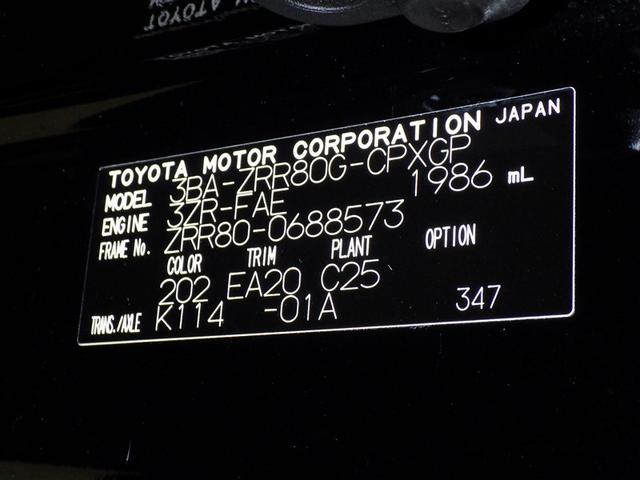 TOYOTA MOTOR CORPORATION JAPAN
MODEL 3BA-ZRR80G-CPXGP
ENGINE 3ZR-FAE 1986 mL
FRAME No. ZRR80-0688573
COLOR TRIM PLANT OPTION
202 EA20 C25
TRANS./AXLE K114 -01A 347